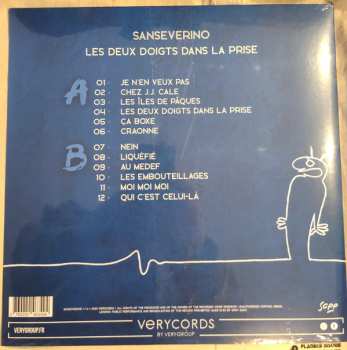 SANSEVERINO
LES DEUX DOIGTS DANS LA PRISE
A
01 · JE N'EN VEUX PAS
02 · CHEZ J.J. CALE
03 · LES ÎLES DE PÂQUES
04 · LES DEUX DOIGTS DANS LA PRISE
05 · ÇA BOXE
06 · CRAONNE
B
07 · NEIN
08 · LIQUÉFIÉ
09 · AU MEDEF
10 · LES EMBOUTEILLAGES
11 · MOI MOI MOI
12 · QUI C'EST CELUI-LÀ
VERYGROUP.FR
VERYCORDS
BY VERYGROUP